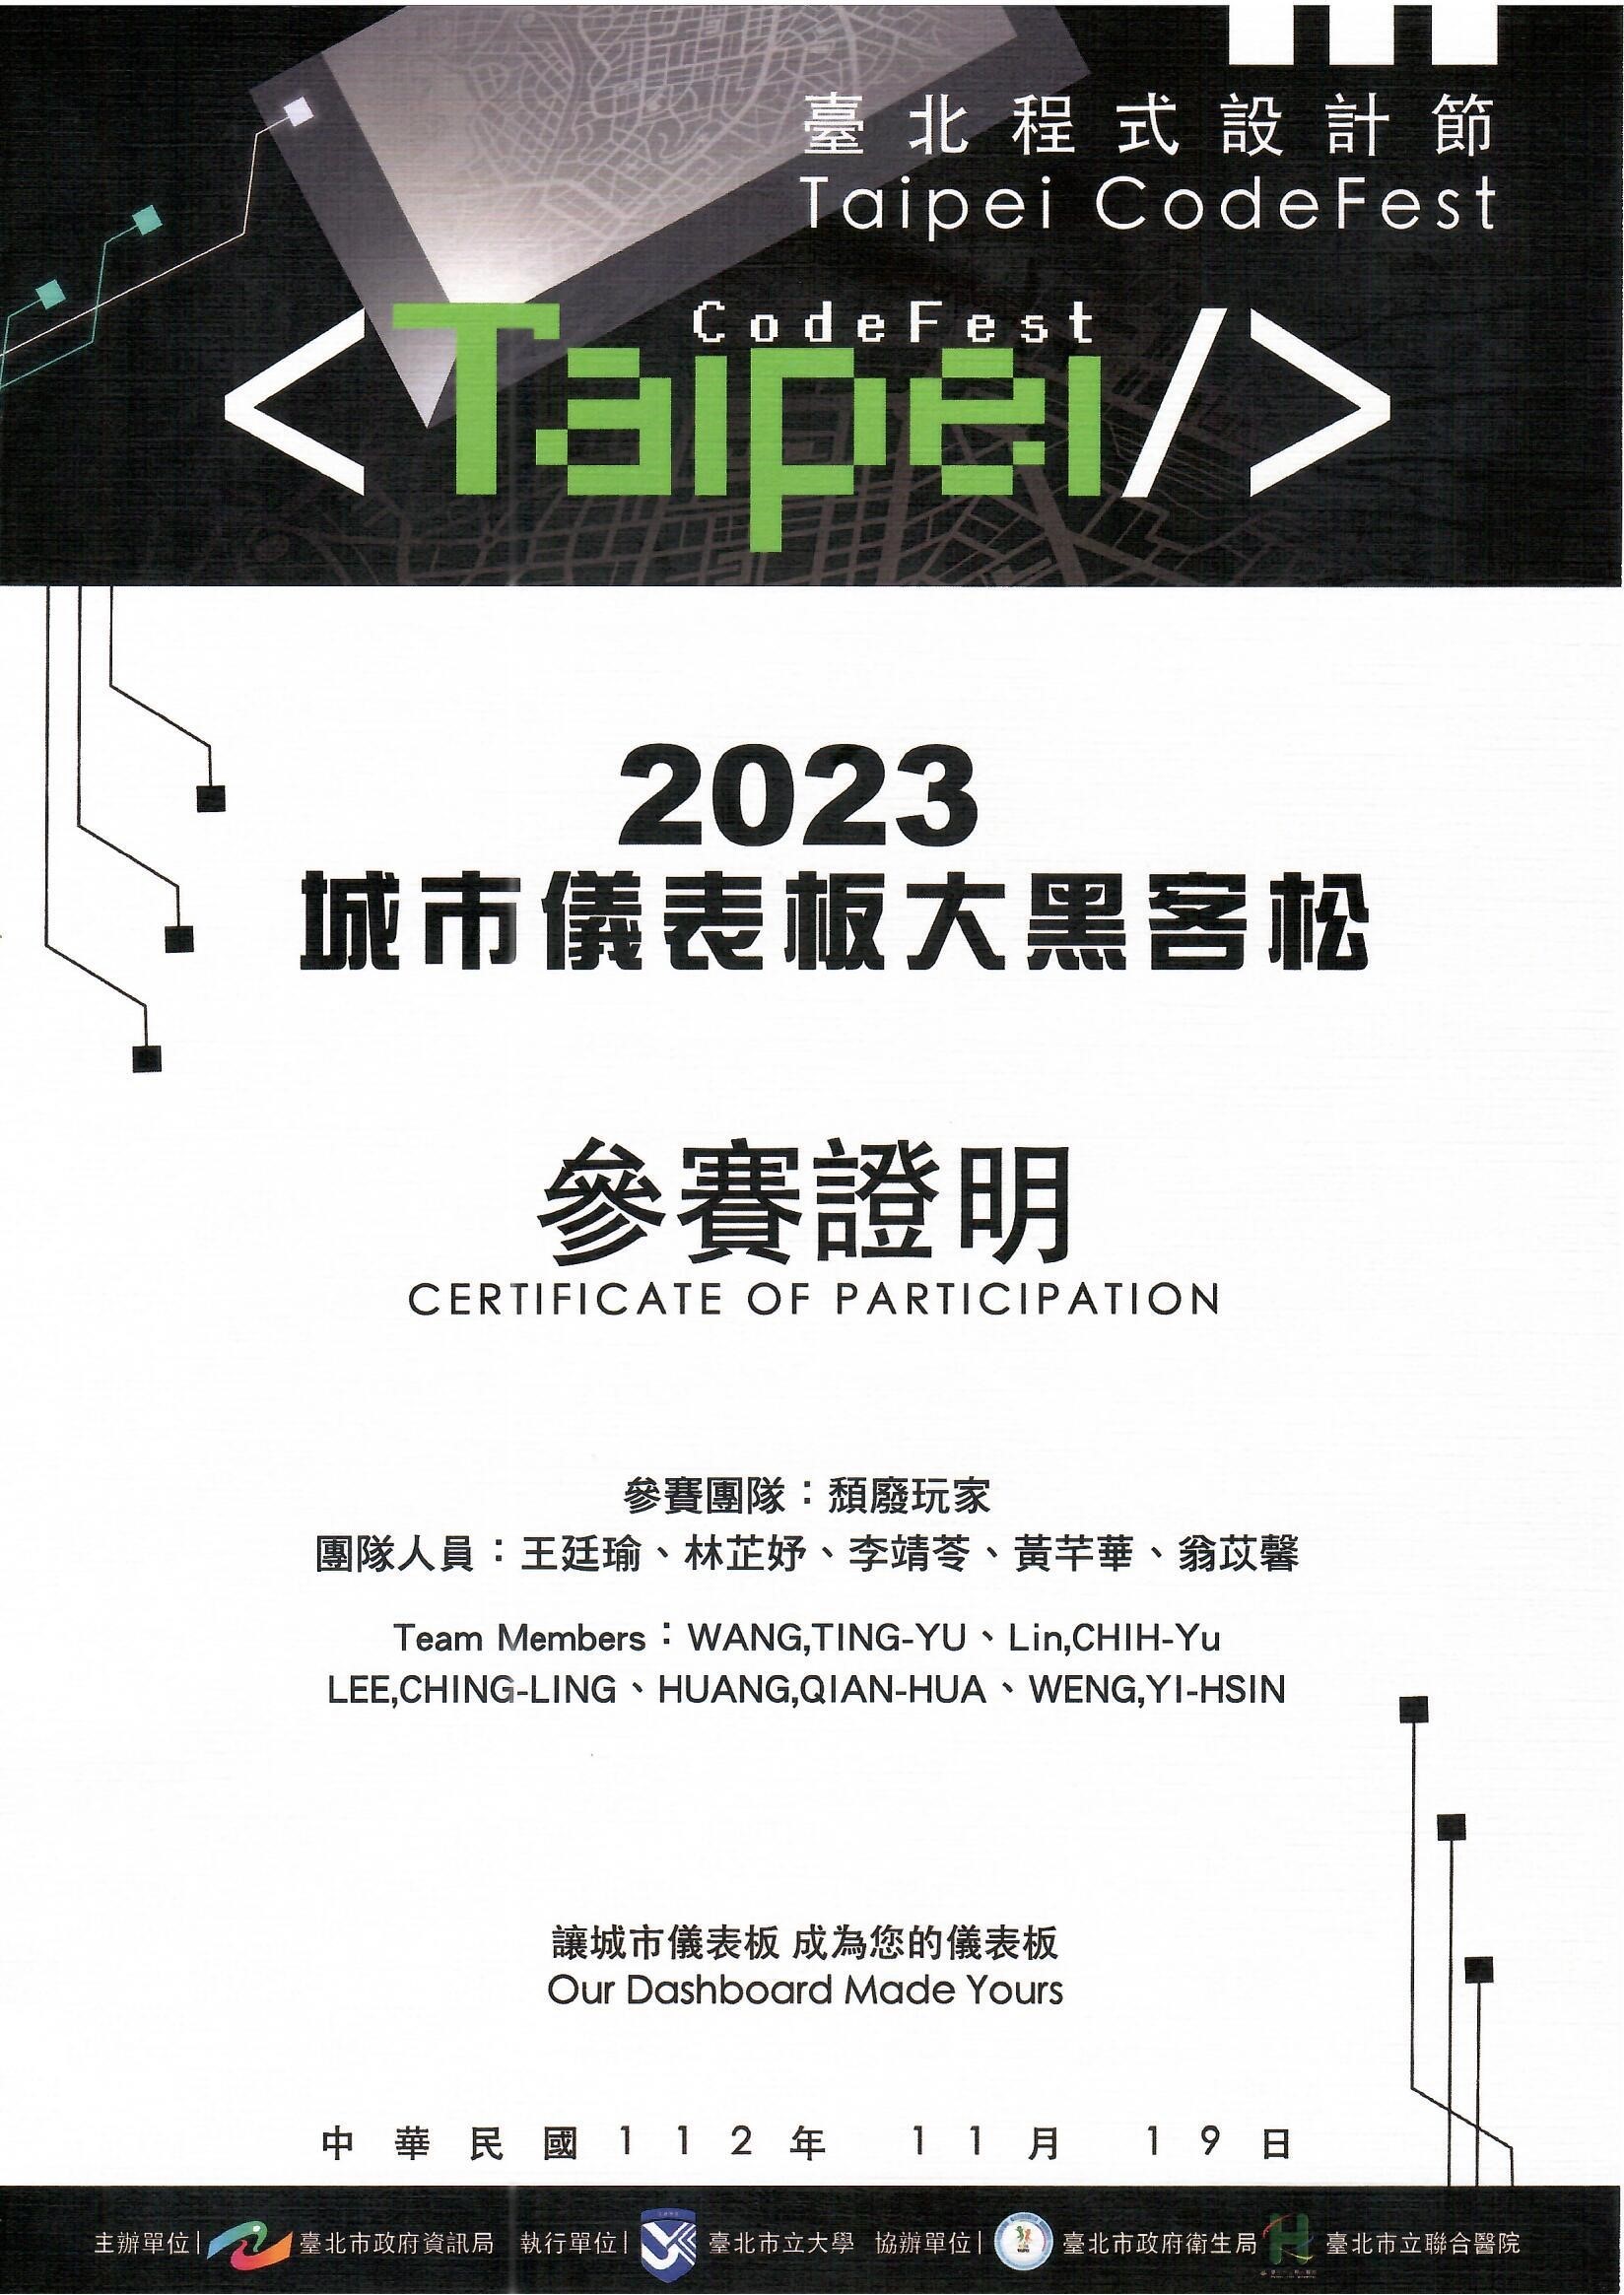 臺北程式設計節
Taipei CodeFest
CodeFest
<Taipei/>
2023
城市儀表板大黑客松
參賽證明
CERTIFICATE OF PARTICIPATION
參賽團隊：頹廢玩家
團隊人員：王廷瑜、林芷妤、李靖苓、黃芊華、翁苡馨
Team Members：WANG,TING-YU、Lin,CHIH-Yu
LEE,CHING-LING、HUANG,QIAN-HUA、WENG,YI-HSIN
讓城市儀表板 成為您的儀表板
Our Dashboard Made Yours
中華民國112年 11月 19日
主辦單位| 臺北市政府資訊局 執行單位| 臺北市立大學 協辦單位| 臺北市政府衛生局 臺北市立聯合醫院